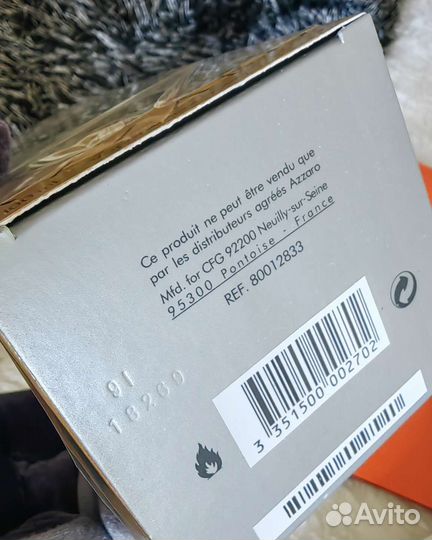 Ce produit ne peut être vendu que
par les distributeurs agréés Azzaro
Mfd. for CFG 92200 Neuilly-sur-Seine
95300 Pontoise - France
REF. 80012833
91
18269
3 351500 002702
Avito